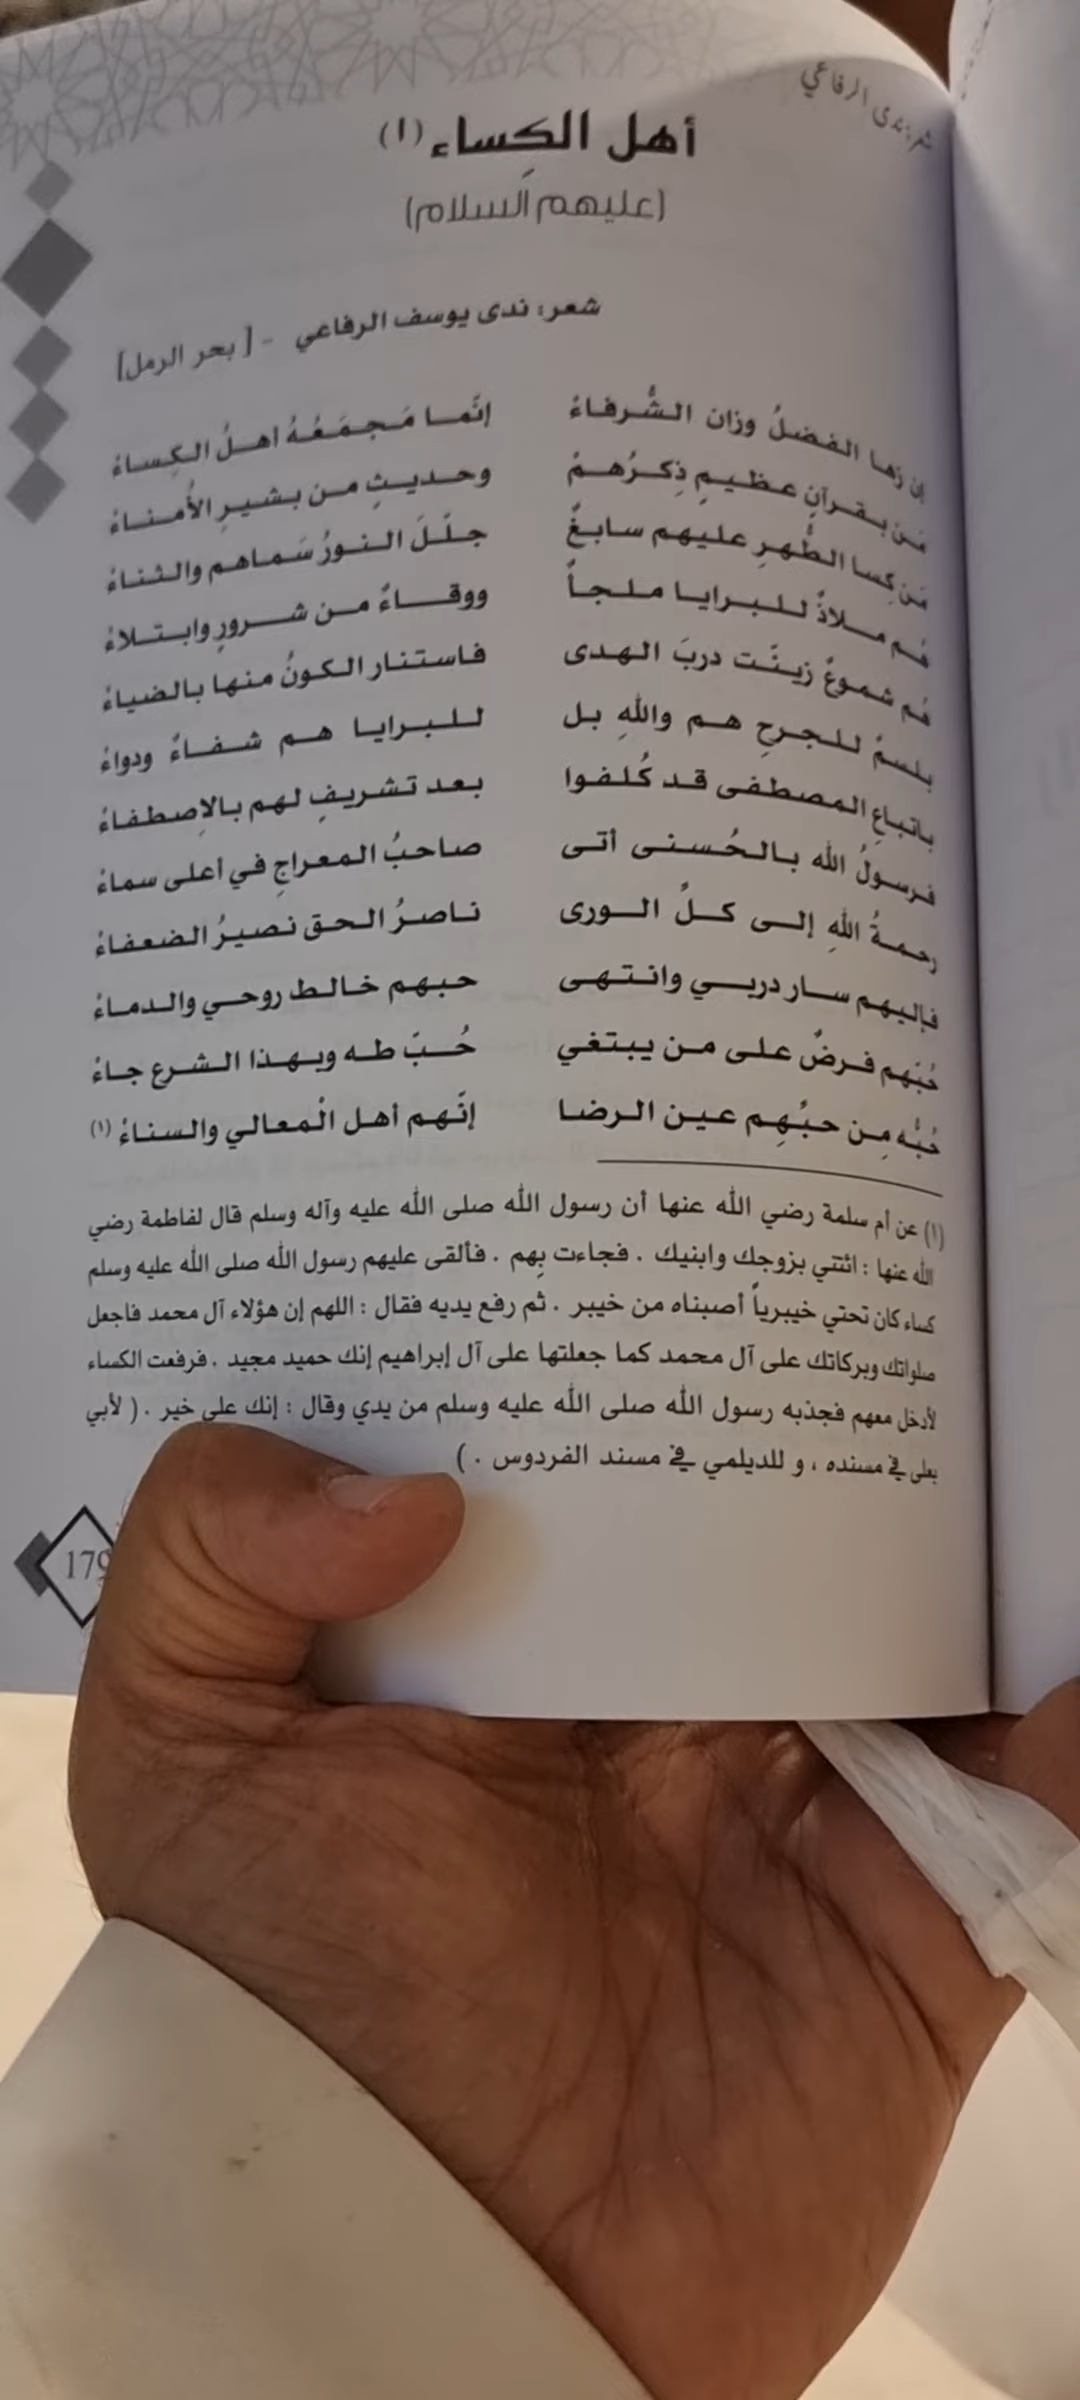 شعر: ندى الرفاعي
أهل الكِساء (١)
(عليهم السلام)
شعر: ندى يوسف الرفاعي - [ بحر الرمل]
إن زها الفضلُ وزان الشُّرفاءْ إنَّما مَجمَعُهُ أهلُ الكِساءْ
مَن بقرآنٍ عظيمٍ ذِكرُهمْ وحديثٍ من بشيرِ الأُمناءْ
مَن كِسا الطُّهرِ عليهم سابغٌ جلّلَ النورُ سَماهم والثناءْ
هُم ملاذٌ للبرايا ملجأٌ ووقاءٌ من شرورٍ وابتلاءْ
هُم شموعٌ زينَت دربَ الهدى فاستنار الكونُ منها بالضياءْ
بلسمٌ للجرحِ هم واللهِ بل للبرايا هم شفاءٌ ودواءْ
باتباعِ المصطفى قد كُلفوا بعد تشريفٍ لهم بالاِصطفاءْ
فرسولُ الله بالحُسنى أتى صاحبُ المعراجِ في أعلى سماءْ
رحمةُ اللهِ إلى كلِّ الورى ناصرُ الحق نصيرُ الضعفاءْ
فإليهم سار دربي وانتهى حبهم خالط روحي والدماءْ
حُبّهم فرضٌ على من يبتغي حُبّ طه وبهذا الشرع جاءْ
حُبُّه مِن حبِّهِم عين الرضا إنّهم أهل الْمعالي والسناءْ (١)
(١) عن أم سلمة رضي الله عنها أن رسول الله صلى الله عليه وآله وسلم قال لفاطمة رضي
الله عنها : ائتني بزوجك وابنيك . فجاءت بِهم . فألقى عليهم رسول الله صلى الله عليه وسلم
كساء كان تحتي خيبرياً أصبناه من خيبر . ثم رفع يديه فقال : اللهم إن هؤلاء آل محمد فاجعل
صلواتك وبركاتك على آل محمد كما جعلتها على آل إبراهيم إنك حميد مجيد . فرفعت الكساء
لأدخل معهم فجذبه رسول الله صلى الله عليه وسلم من يدي وقال : إنك على خير . ( لأبي
يعلى في مسنده ، و للديلمي في مسند الفردوس . )
179